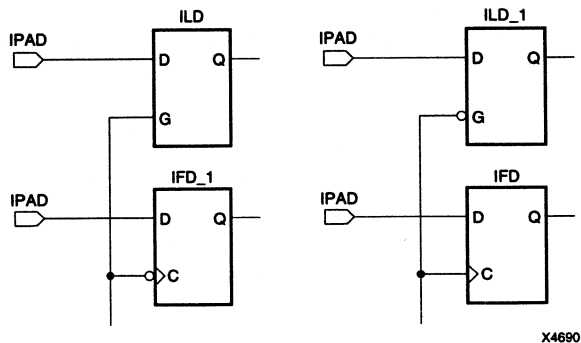 ILD
IPAD
D Q
G
IFD_1
IPAD
D Q
C
ILD_1
IPAD
D Q
G
IFD
IPAD
D Q
C
X4690